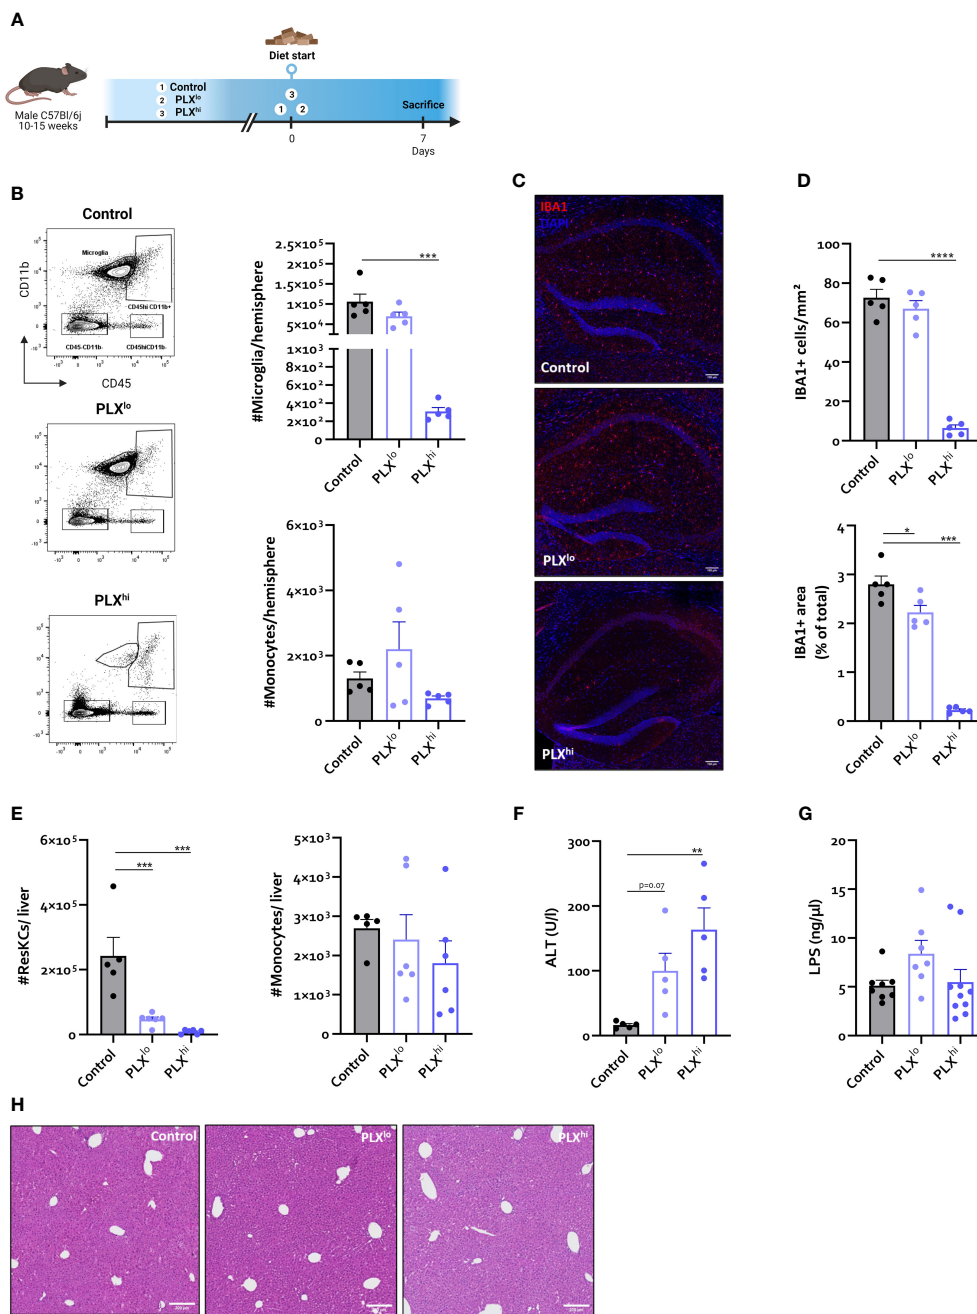 A
Diet start
1 Control
2 PLXlo
3 PLXhi
3
1 2
Sacrifice
Male C57Bl/6j
10-15 weeks
0
7
Days
B
Control
CD11b
Microglia
CD45hi CD11b+
CD45-CD11b-
CD45hiCD11b-
CD45
PLXlo
PLXhi
#Microglia/hemisphere
2.5×10⁵
2×10⁵
1×10⁵
1×10⁵
5×10⁴
1×10³
8×10²
6×10²
4×10²
2×10²
0
***
Control
PLXlo
PLXhi
#Monocytes/hemisphere
6×10³
4×10³
2×10³
0
Control
PLXlo
PLXhi
C
IBA1
DAPI
Control
PLXlo
PLXhi
D
IBA1+ cells/mm²
100
80
60
40
20
0
****
Control
PLXlo
PLXhi
IBA1+ area
(% of total)
4
3
2
1
0
*
***
Control
PLXlo
PLXhi
E
#ResKCs/ liver
6×10⁵
4×10⁵
2×10⁵
0
***
***
Control
PLXlo
PLXhi
#Monocytes/ liver
5×10³
4×10³
3×10³
2×10³
1×10³
0
Control
PLXlo
PLXhi
F
ALT (U/l)
300
200
100
0
**
p=0.07
Control
PLXlo
PLXhi
G
LPS (ng/µl)
20
15
10
5
0
Control
PLXlo
PLXhi
H
Control
PLXlo
PLXhi